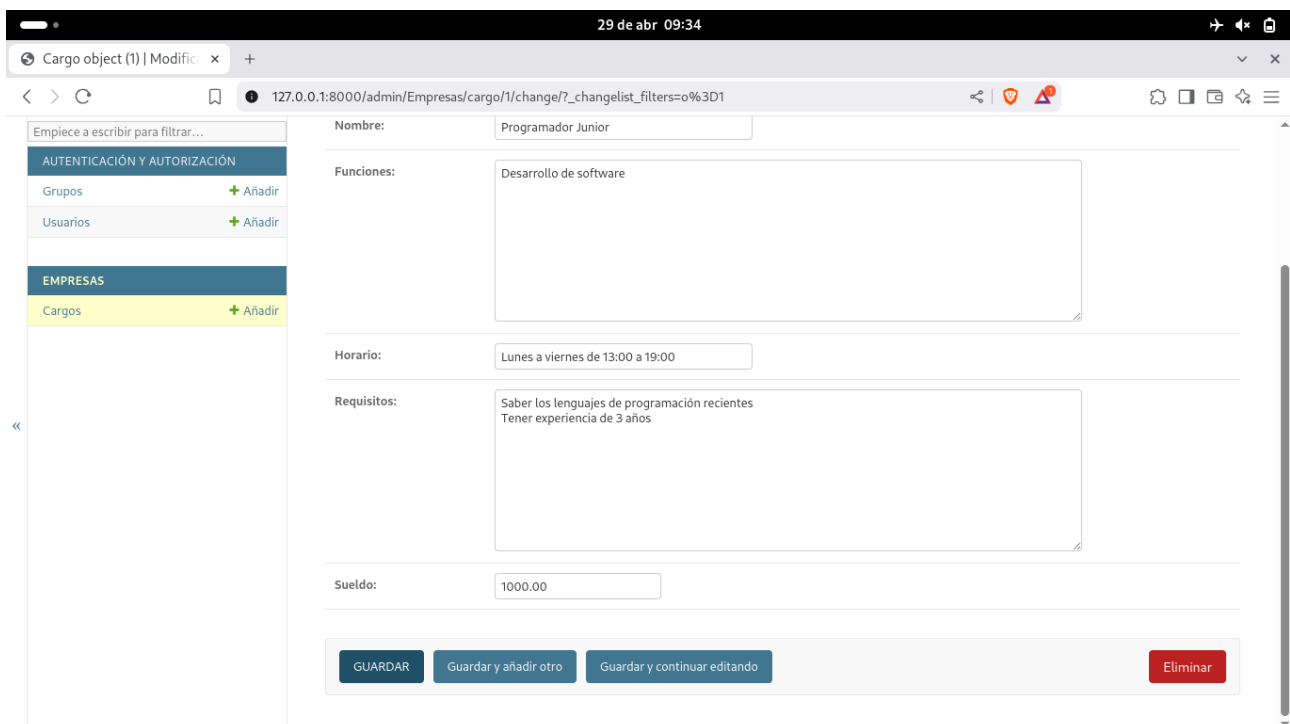 29 de abr 09:34
Cargo object (1) | Modific
127.0.0.1:8000/admin/Empresas/cargo/1/change/?_changelist_filters=o%3D1
1
Empiece a escribir para filtrar…
AUTENTICACIÓN Y AUTORIZACIÓN
Grupos + Añadir
Usuarios + Añadir
EMPRESAS
Cargos + Añadir
«
Nombre: Programador Junior
Funciones: Desarrollo de software
Horario: Lunes a viernes de 13:00 a 19:00
Requisitos: Saber los lenguajes de programación recientes
Tener experiencia de 3 años
Sueldo: 1000.00
GUARDAR Guardar y añadir otro Guardar y continuar editando Eliminar